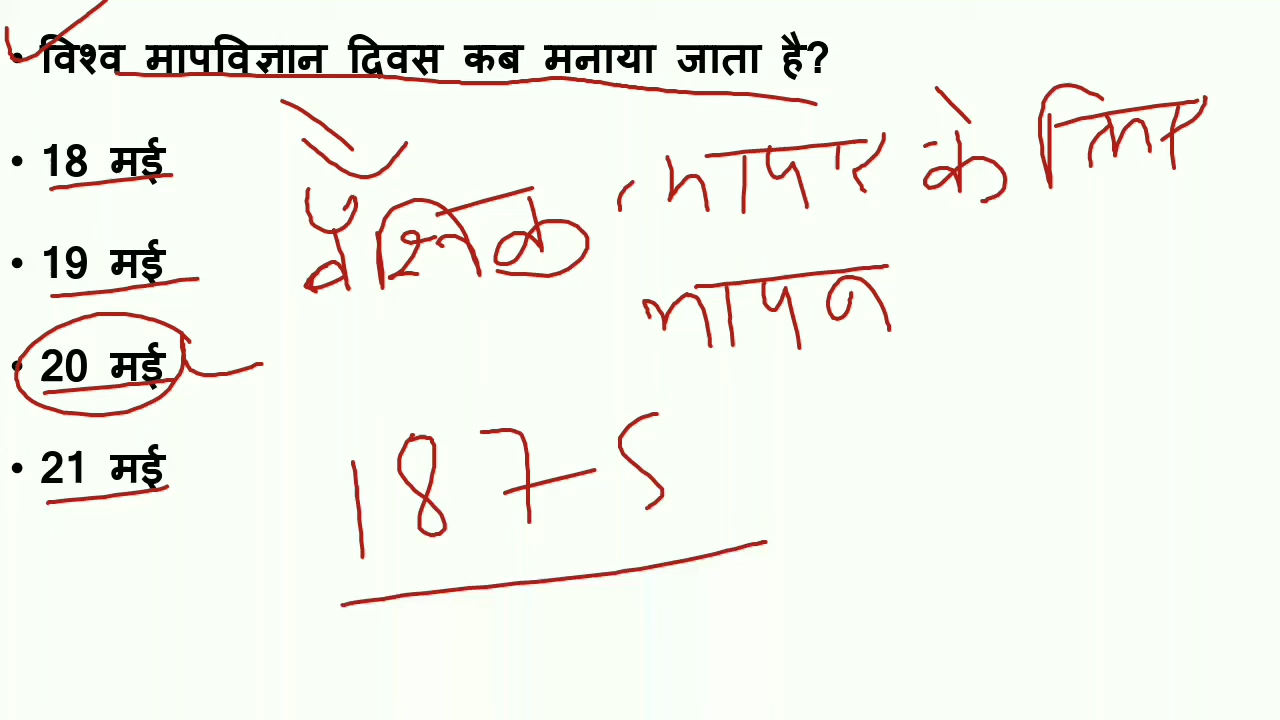 • विश्व मापविज्ञान दिवस कब मनाया जाता है?
• 18 मई
• 19 मई
• 20 मई
• 21 मई
के लिए
मापन
1875